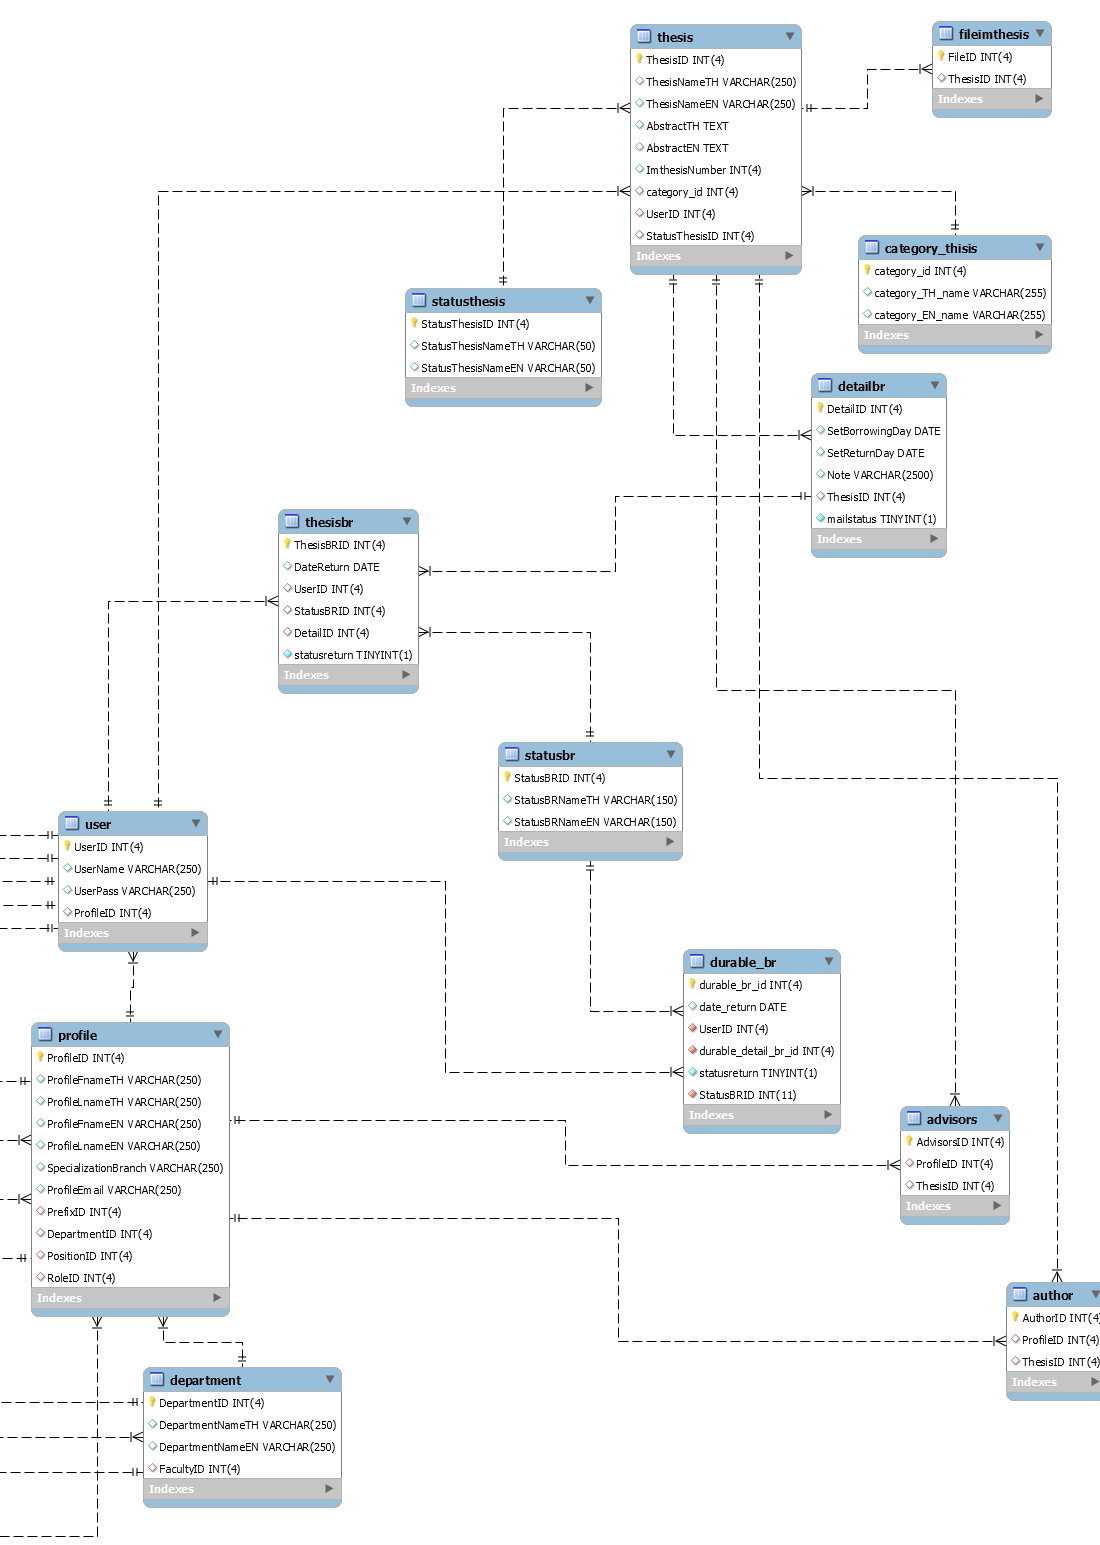 thesis
ThesisID INT(4)
ThesisNameTH VARCHAR(250)
ThesisNameEN VARCHAR(250)
AbstractTH TEXT
AbstractEN TEXT
ImthesisNumber INT(4)
category_id INT(4)
UserID INT(4)
StatusThesisID INT(4)
Indexes
fileimthesis
FileID INT(4)
ThesisID INT(4)
Indexes
category_thisis
category_id INT(4)
category_TH_name VARCHAR(255)
category_EN_name VARCHAR(255)
Indexes
statusthesis
StatusThesisID INT(4)
StatusThesisNameTH VARCHAR(50)
StatusThesisNameEN VARCHAR(50)
Indexes
detailbr
DetailID INT(4)
SetBorrowingDay DATE
SetReturnDay DATE
Note VARCHAR(2500)
ThesisID INT(4)
mailstatus TINYINT(1)
Indexes
thesisbr
ThesisBRID INT(4)
DateReturn DATE
UserID INT(4)
StatusBRID INT(4)
DetailID INT(4)
statusreturn TINYINT(1)
Indexes
statusbr
StatusBRID INT(4)
StatusBRNameTH VARCHAR(150)
StatusBRNameEN VARCHAR(150)
Indexes
user
UserID INT(4)
UserName VARCHAR(250)
UserPass VARCHAR(250)
ProfileID INT(4)
Indexes
durable_br
durable_br_id INT(4)
date_return DATE
UserID INT(4)
durable_detail_br_id INT(4)
statusreturn TINYINT(1)
StatusBRID INT(11)
Indexes
profile
ProfileID INT(4)
ProfileFnameTH VARCHAR(250)
ProfileLnameTH VARCHAR(250)
ProfileFnameEN VARCHAR(250)
ProfileLnameEN VARCHAR(250)
SpecializationBranch VARCHAR(250)
ProfileEmail VARCHAR(250)
PrefixID INT(4)
DepartmentID INT(4)
PositionID INT(4)
RoleID INT(4)
Indexes
advisors
AdvisorsID INT(4)
ProfileID INT(4)
ThesisID INT(4)
Indexes
author
AuthorID INT(4)
ProfileID INT(4)
ThesisID INT(4)
Indexes
department
DepartmentID INT(4)
DepartmentNameTH VARCHAR(250)
DepartmentNameEN VARCHAR(250)
FacultyID INT(4)
Indexes